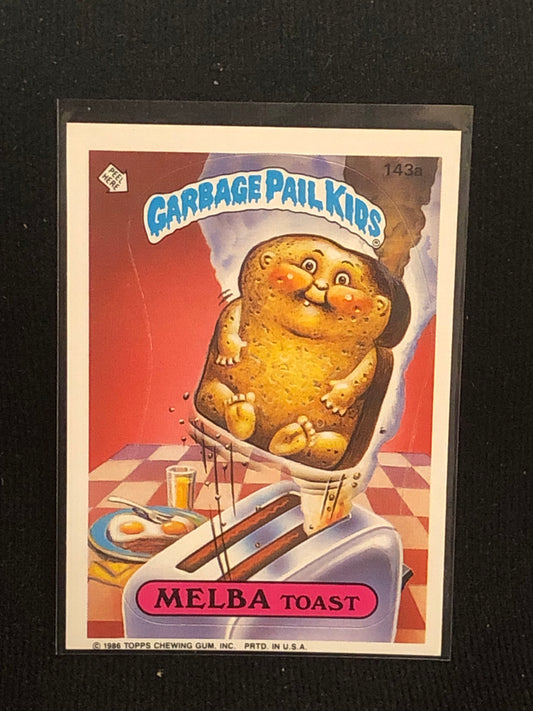 PEEL
HERE
143a
GARBAGE PAIL KIDS®
MELBA TOAST
© 1986 TOPPS CHEWING GUM, INC. PRTD. IN U.S.A.